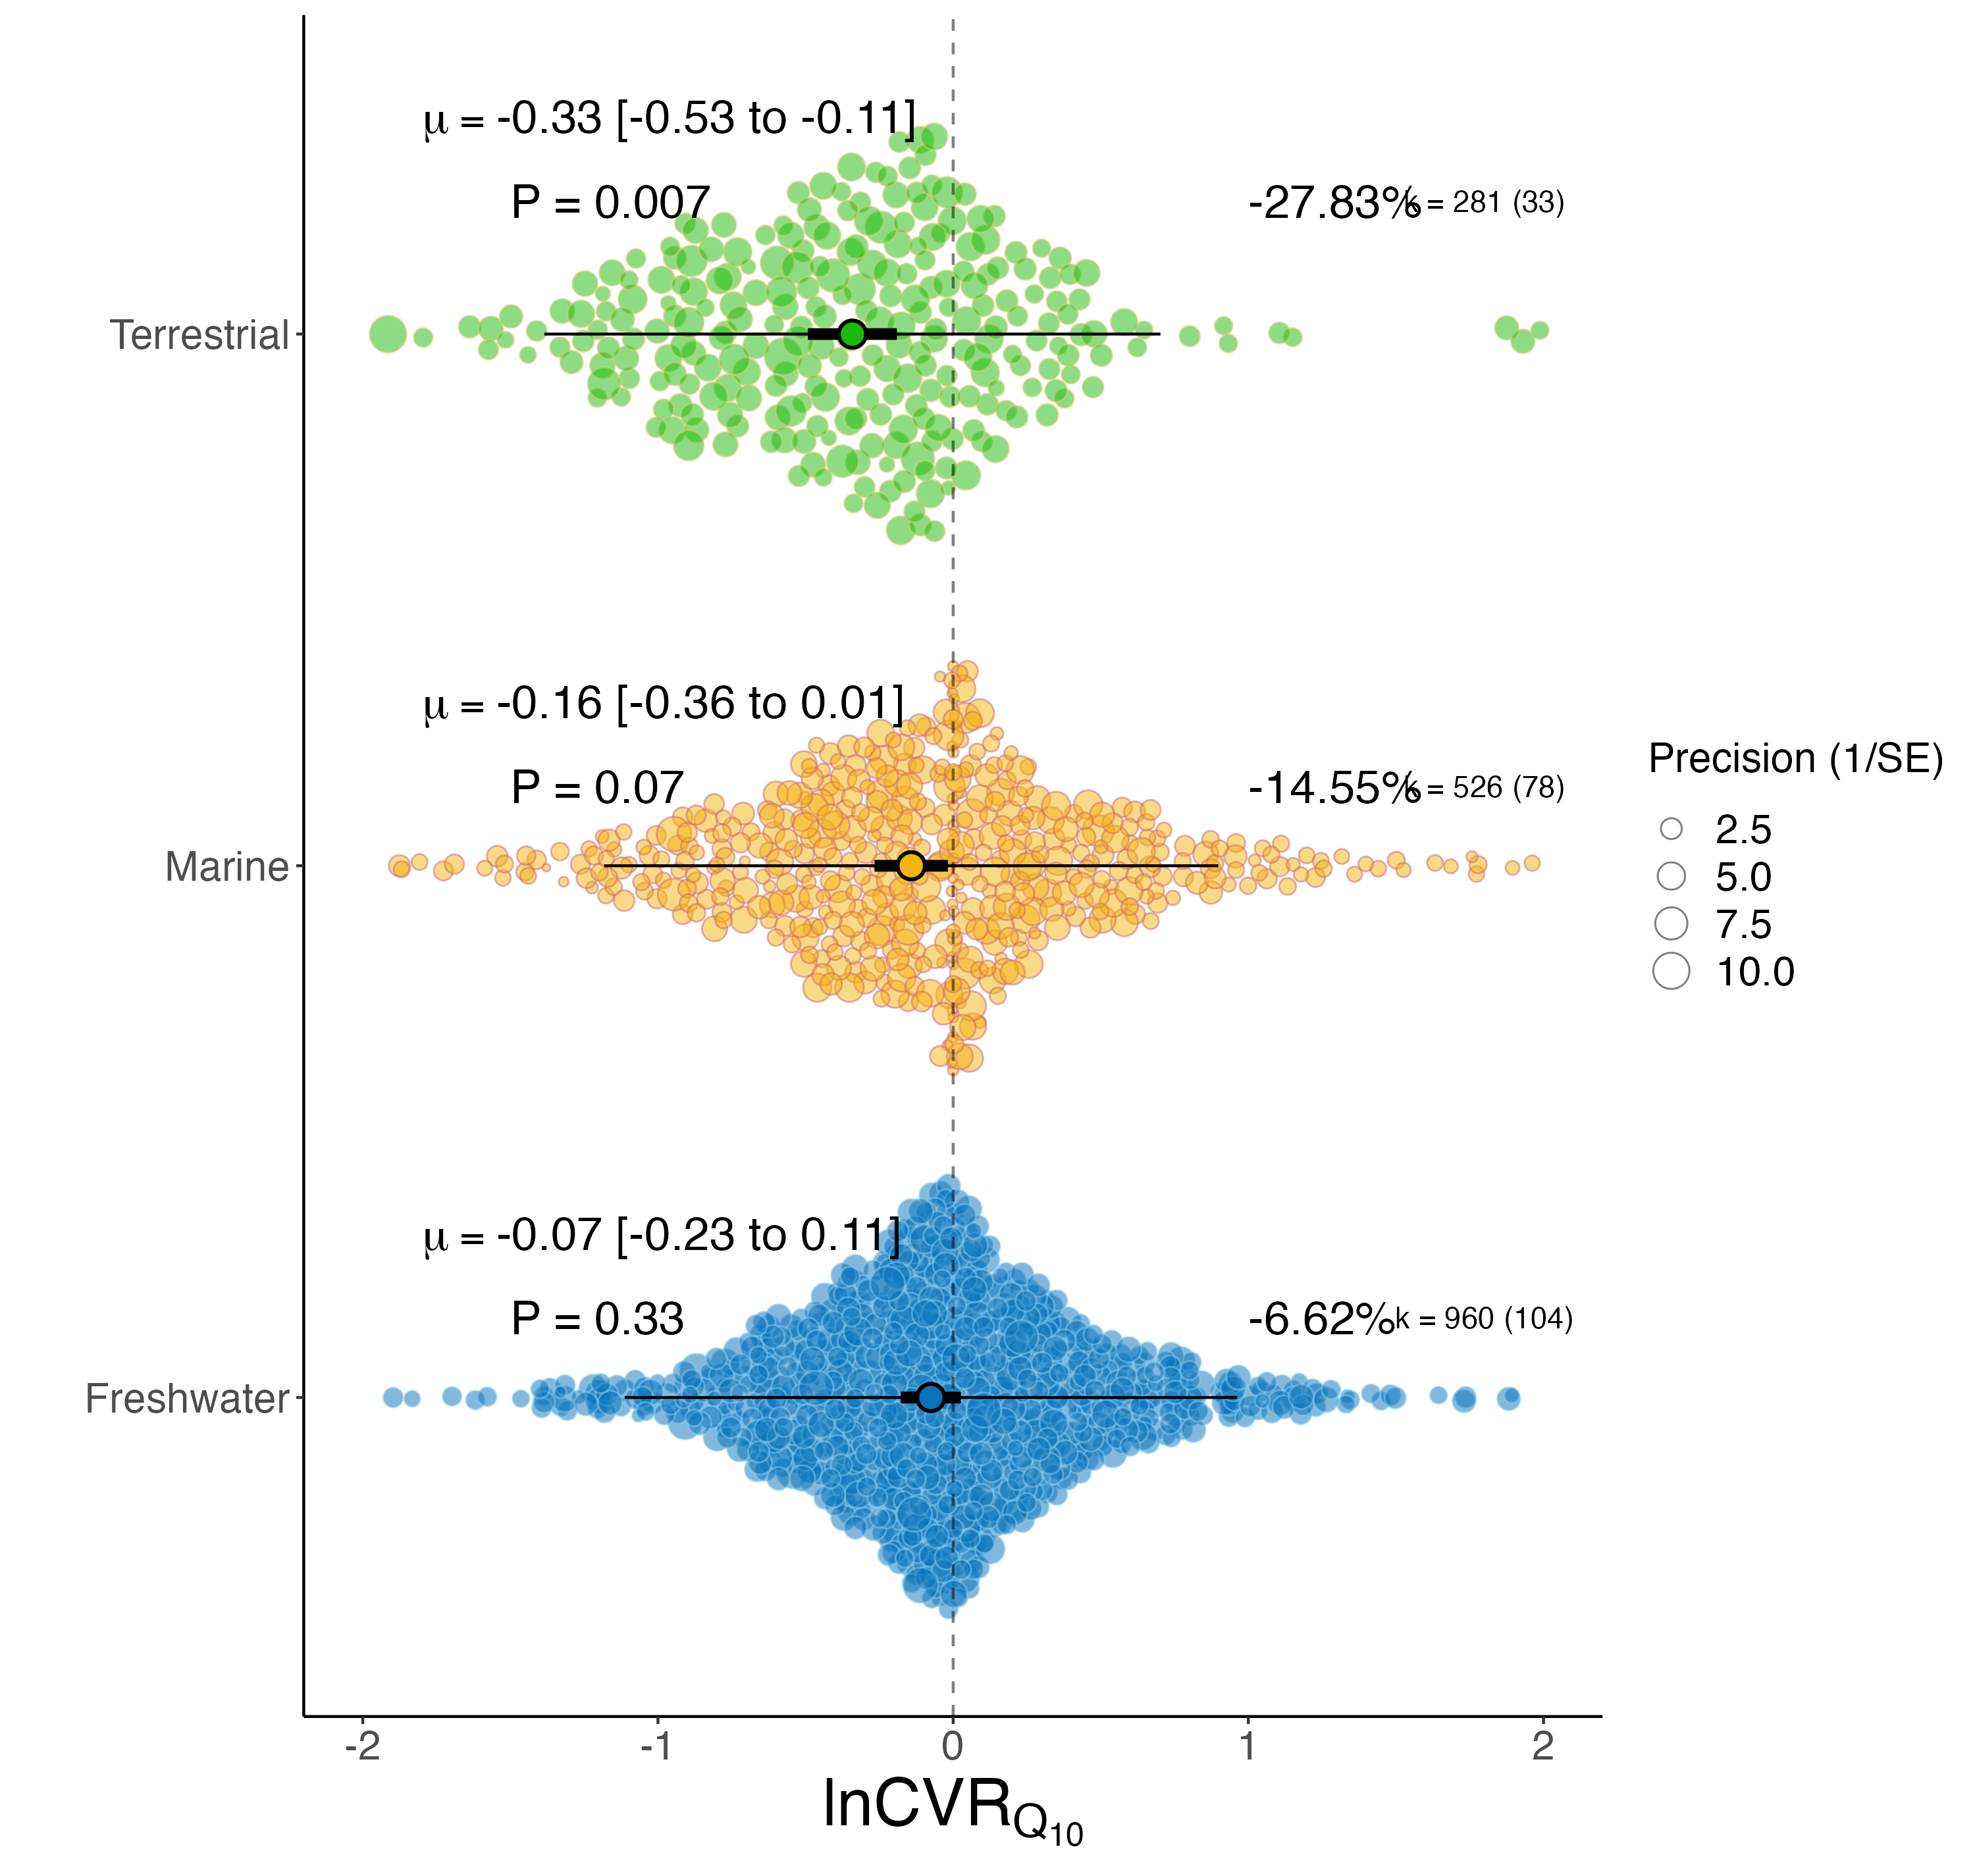 μ = -0.33 [-0.53 to -0.11]
P = 0.007
-27.83%
k = 281 (33)
Terrestrial
μ = -0.16 [-0.36 to 0.01]
P = 0.07
-14.55%
k = 526 (78)
Marine
μ = -0.07 [-0.23 to 0.11]
P = 0.33
-6.62%
k = 960 (104)
Freshwater
Precision (1/SE)
2.5
5.0
7.5
10.0
-2 -1 0 1 2
lnCVR Q10